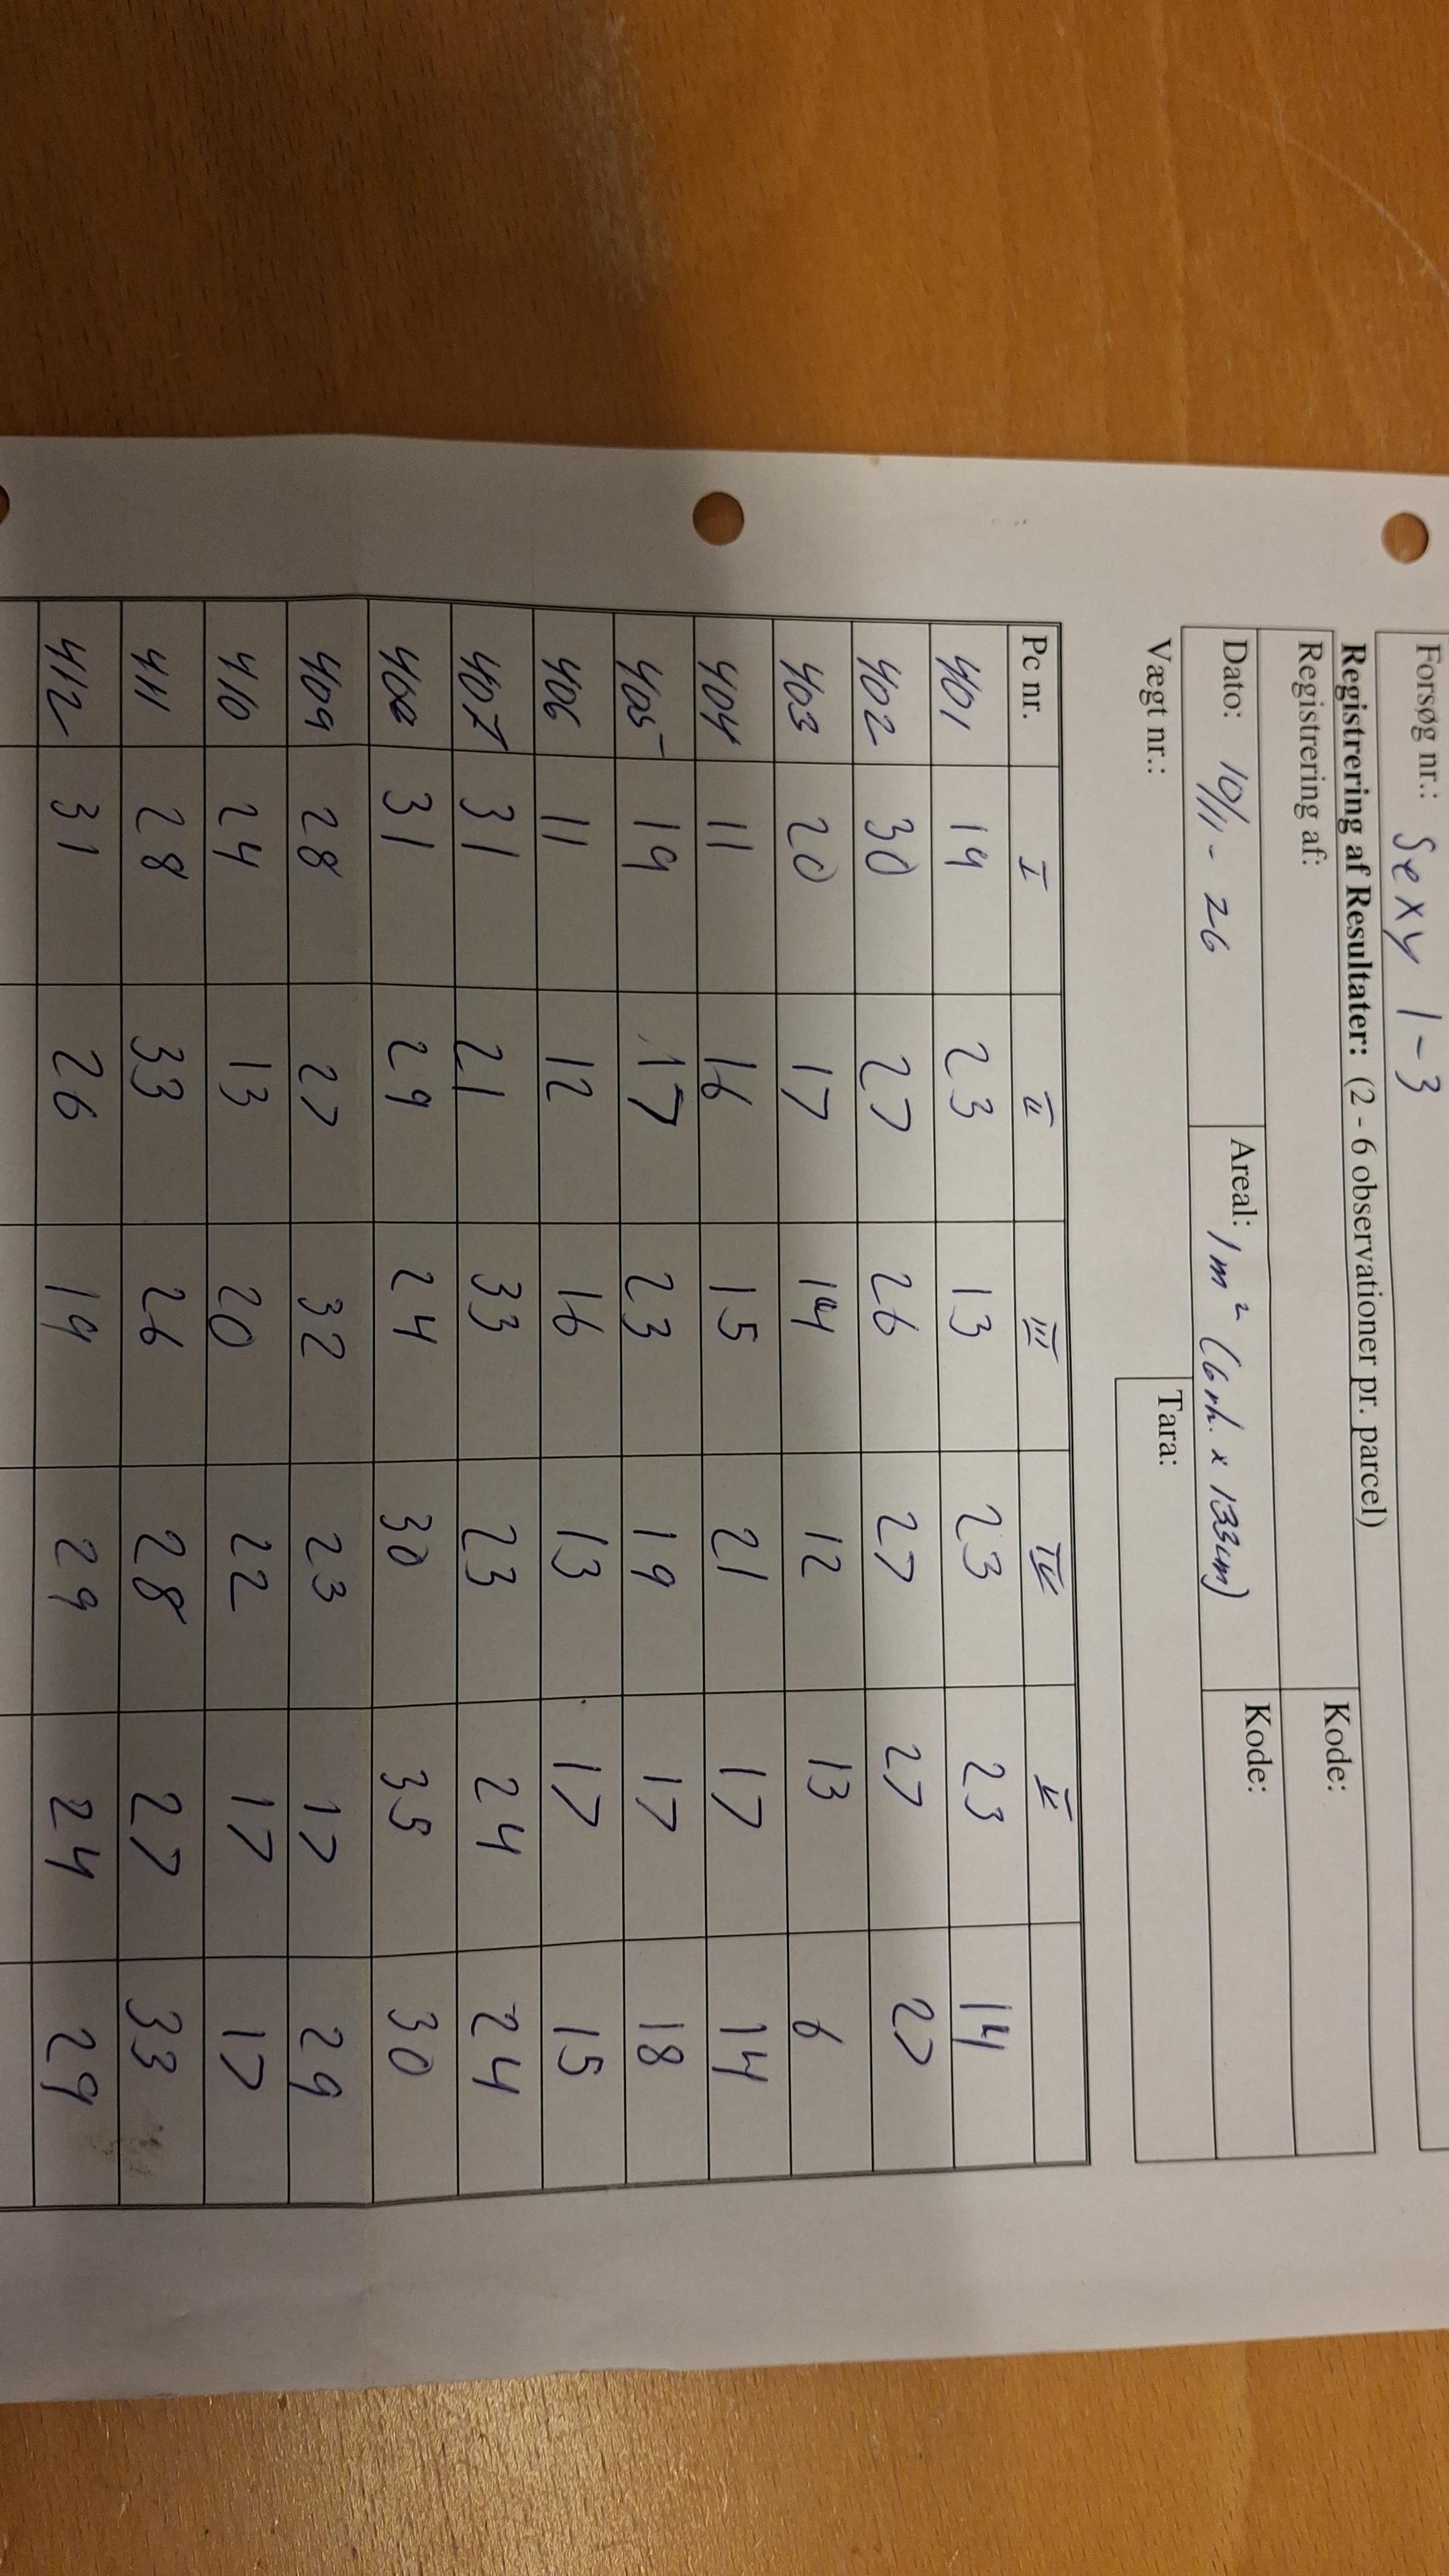 Forsøg nr.: Sexy 1-3
Registrering af Resultater: (2 - 6 observationer pr. parcel)
Registrering af: Kode:
Dato: 10/11 - 26 Areal: 1m² (6 rk. x 133cm) Kode:
Vægt nr.: Tara:
Pc nr. I II III IV V
401 19 23 13 23 23 14
402 30 27 26 27 27 27
403 20 17 14 12 13 6
404 11 16 15 21 17 14
405 19 17 23 19 17 18
406 11 12 16 13 17 15
407 31 21 33 23 24 24
408 31 29 24 30 35 30
409 28 27 32 23 17 29
410 24 13 20 22 17 17
411 28 33 26 28 27 33
412 31 26 19 29 24 29